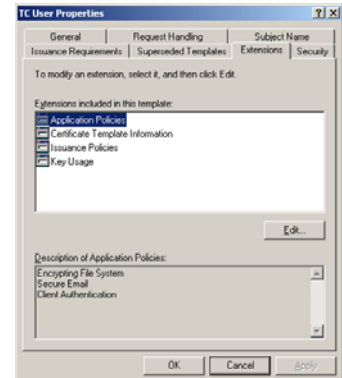 TC User Properties
General Request Handling Subject Name
Issuance Requirements Superseded Templates Extensions Security
To modify an extension, select it, and then click Edit.
Extensions included in this template:
Application Policies
Certificate Template Information
Issuance Policies
Key Usage
Edit...
Description of Application Policies:
Encrypting File System
Secure Email
Client Authentication
OK Cancel Apply